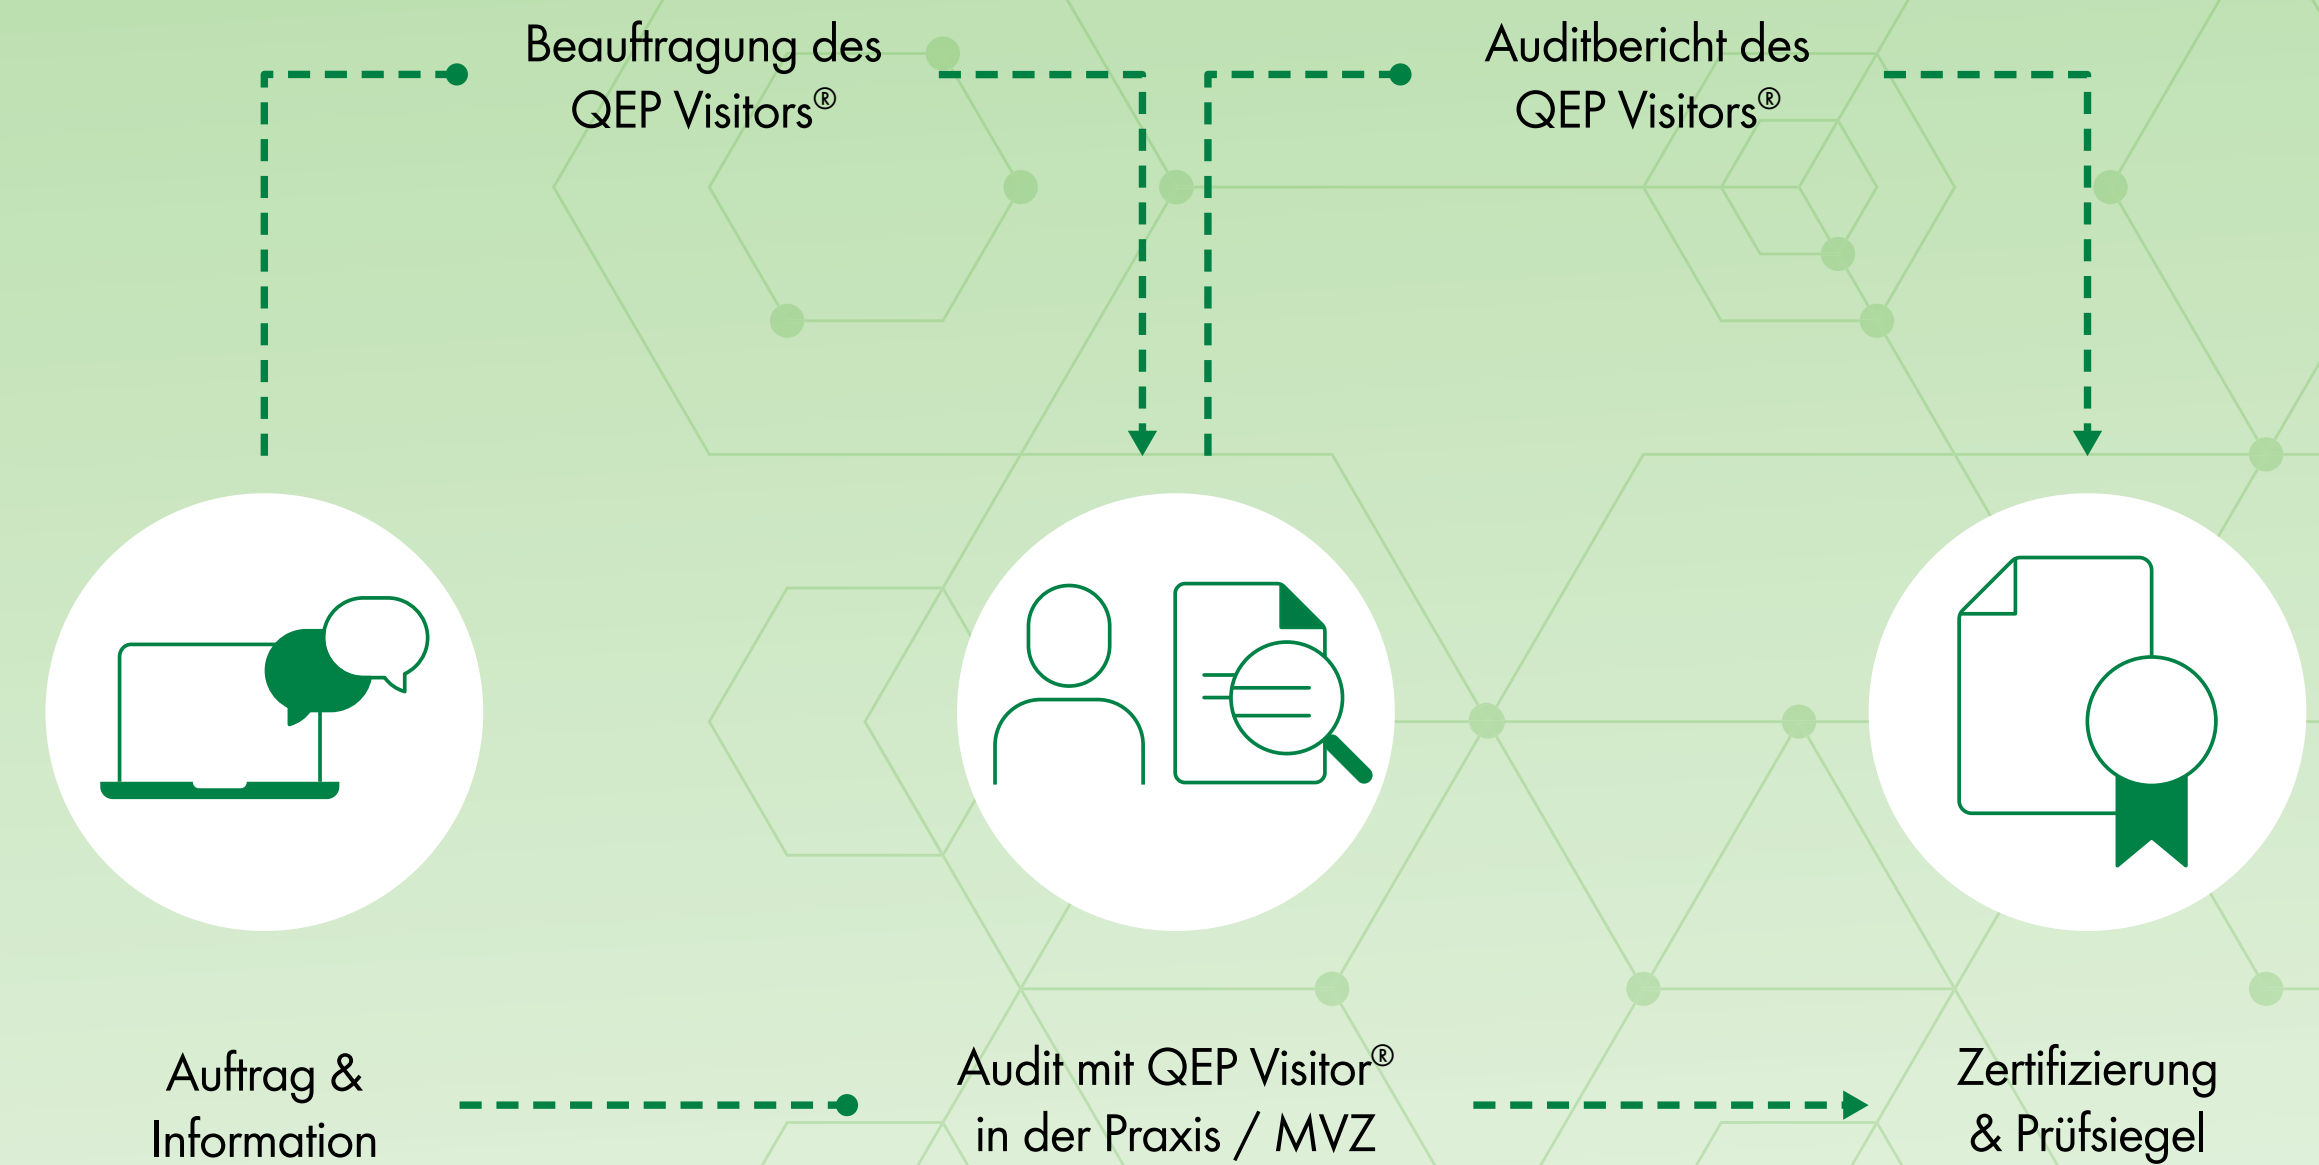 Beauftragung des
QEP Visitors®
Auditbericht des
QEP Visitors®
Auftrag &
Information
Audit mit QEP Visitor®
in der Praxis / MVZ
Zertifizierung
& Prüfsiegel